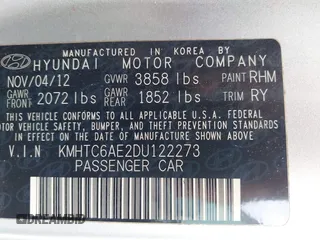 MANUFACTURED IN KOREA BY
HYUNDAI MOTOR COMPANY
NOV/04/12 GVWR 3858 lbs PAINT RHM
GAWR FRONT 2072 lbs GAWR REAR 1852 lbs TRIM RY
THIS VEHICLE CONFORMS TO ALL APPLICABLE
FEDERAL MOTOR VEHICLE SAFETY, BUMPER,
AND THEFT PREVENTION STANDARDS IN EFFECT
ON THE DATE OF MANUFACTURE SHOWN ABOVE.
V.I.N KMHTC6AE2DU122273
PASSENGER CAR
CARANDBID